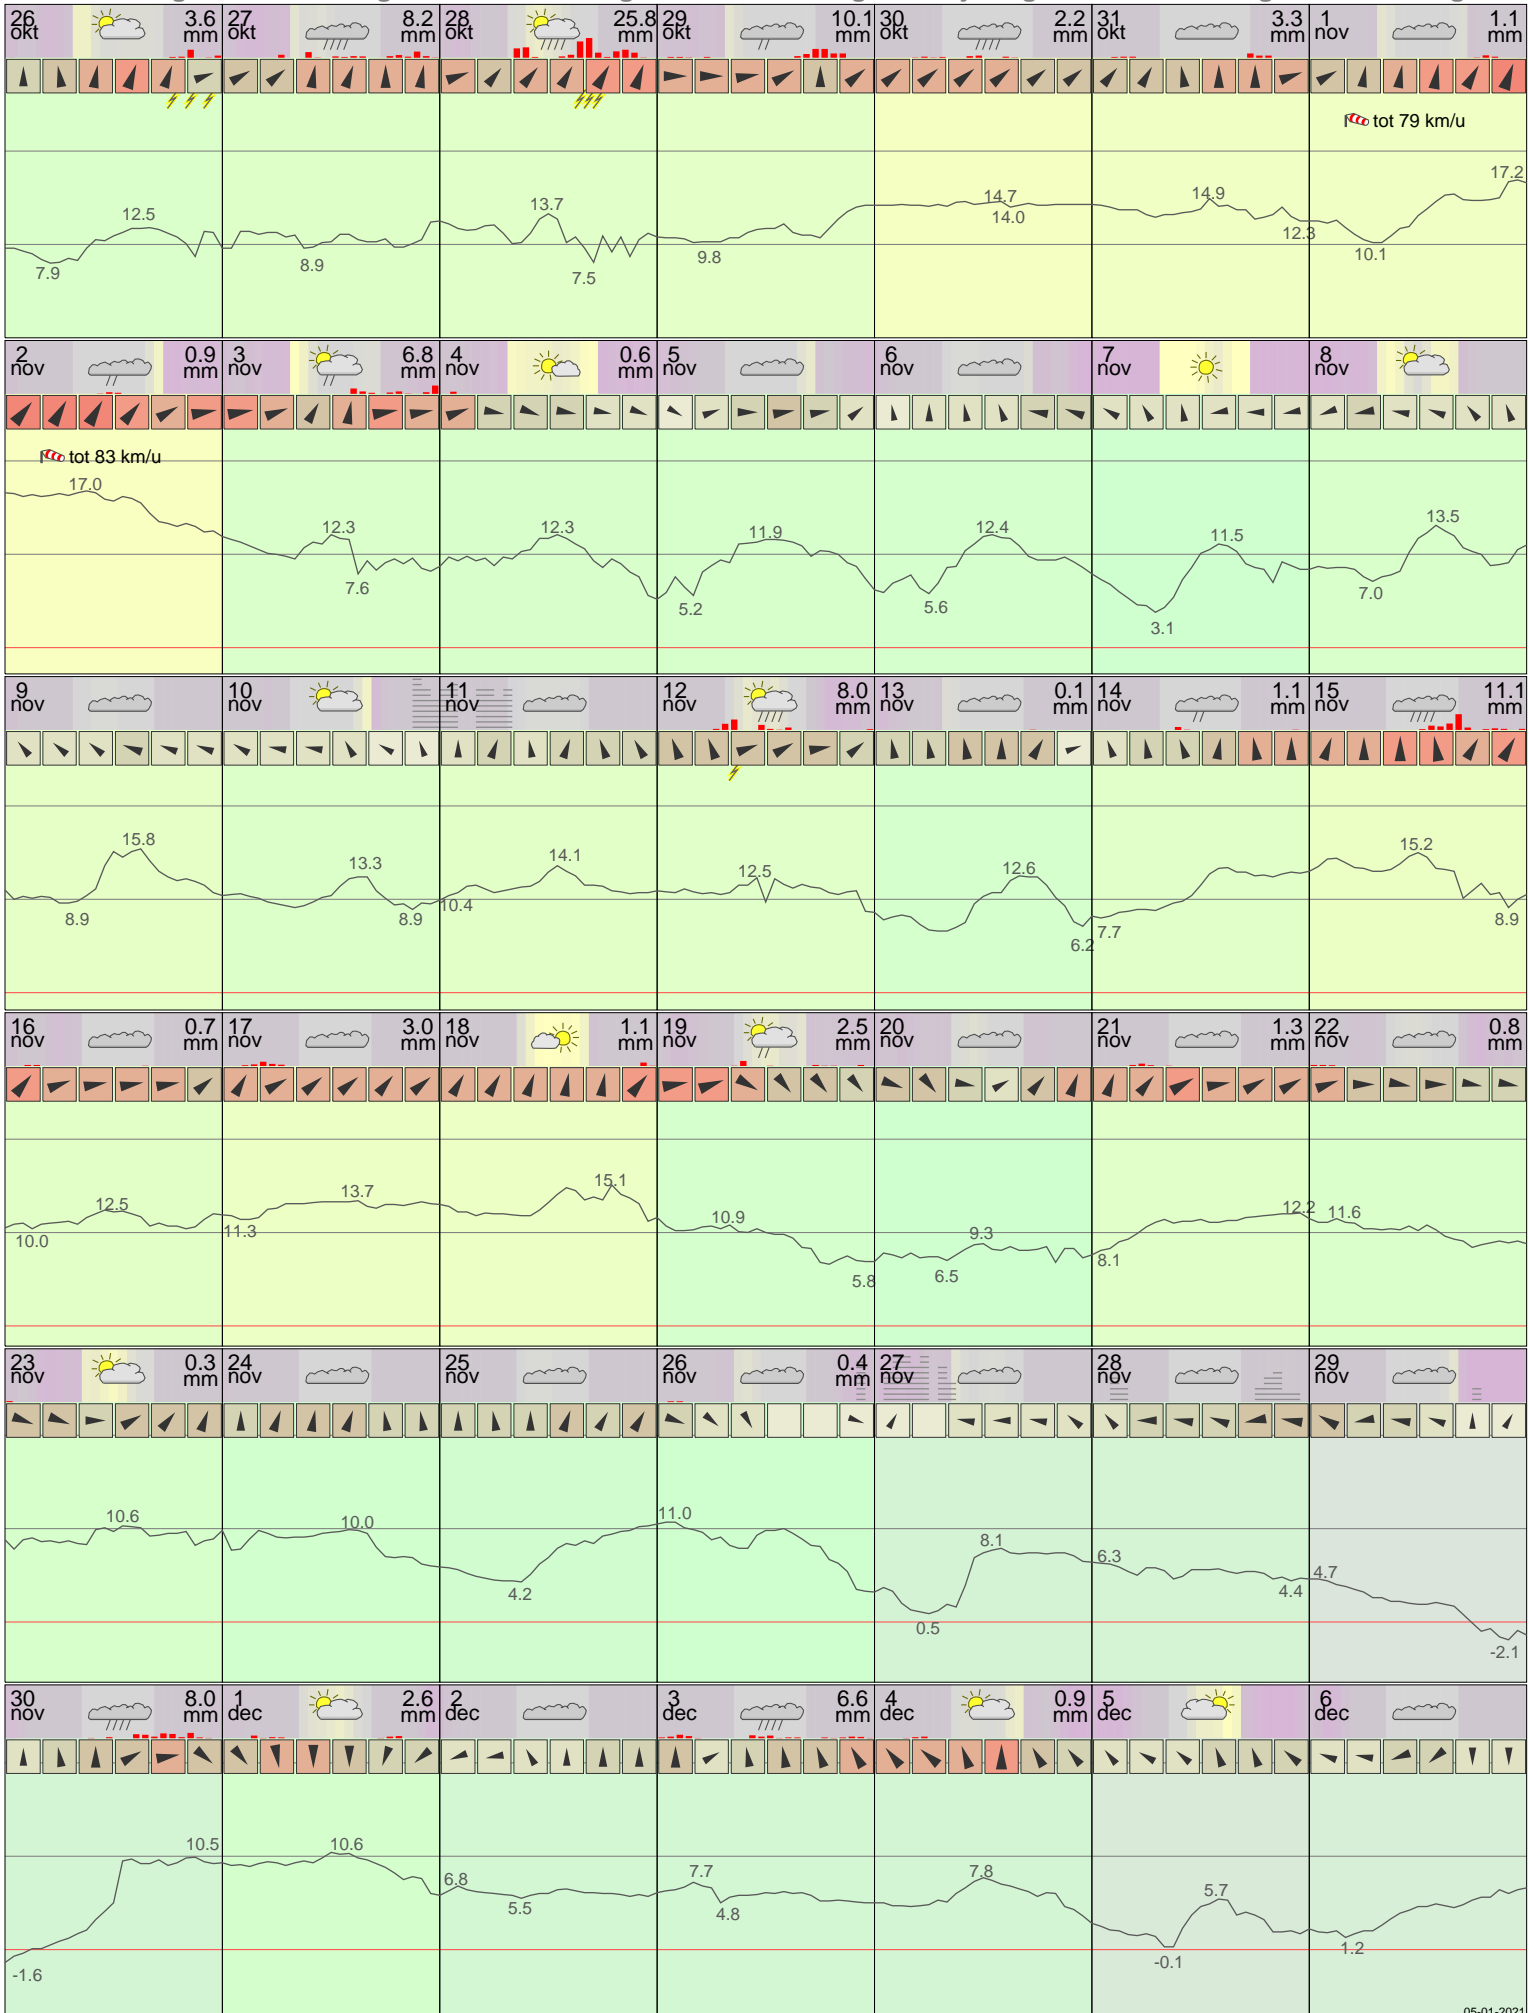 26 okt 3.6 mm
27 okt 8.2 mm
28 okt 25.8 mm
29 okt 10.1 mm
30 okt 2.2 mm
31 okt 3.3 mm
1 nov 1.1 mm
tot 79 km/u
12.5 7.9
8.9
13.7 7.5
9.8
14.7 14.0
14.9 12.3
10.1 17.2
2 nov 0.9 mm
3 nov 6.8 mm
4 nov 0.6 mm
5 nov
6 nov
7 nov
8 nov
tot 83 km/u
17.0
12.3 7.6
12.3
5.2 11.9
5.6 12.4
3.1 11.5
7.0 13.5
9 nov
10 nov
11 nov
12 nov 8.0 mm
13 nov 0.1 mm
14 nov 1.1 mm
15 nov 11.1 mm
8.9 15.8
13.3 8.9
10.4 14.1
12.5
12.6 6.2
7.7
15.2 8.9
16 nov 0.7 mm
17 nov 3.0 mm
18 nov 1.1 mm
19 nov 2.5 mm
20 nov
21 nov 1.3 mm
22 nov 0.8 mm
10.0 12.5
11.3 13.7
15.1
10.9 5.8
6.5 9.3
8.1 12.2
11.6
23 nov 0.3 mm
24 nov
25 nov
26 nov 0.4 mm
27 nov
28 nov
29 nov
10.6
10.0
4.2
11.0
0.5 8.1
6.3 4.4
4.7 -2.1
30 nov 8.0 mm
1 dec 2.6 mm
2 dec
3 dec 6.6 mm
4 dec 0.9 mm
5 dec
6 dec
-1.6 10.5
10.6
6.8 5.5
7.7 4.8
7.8
-0.1 5.7
1.2
05-01-2021